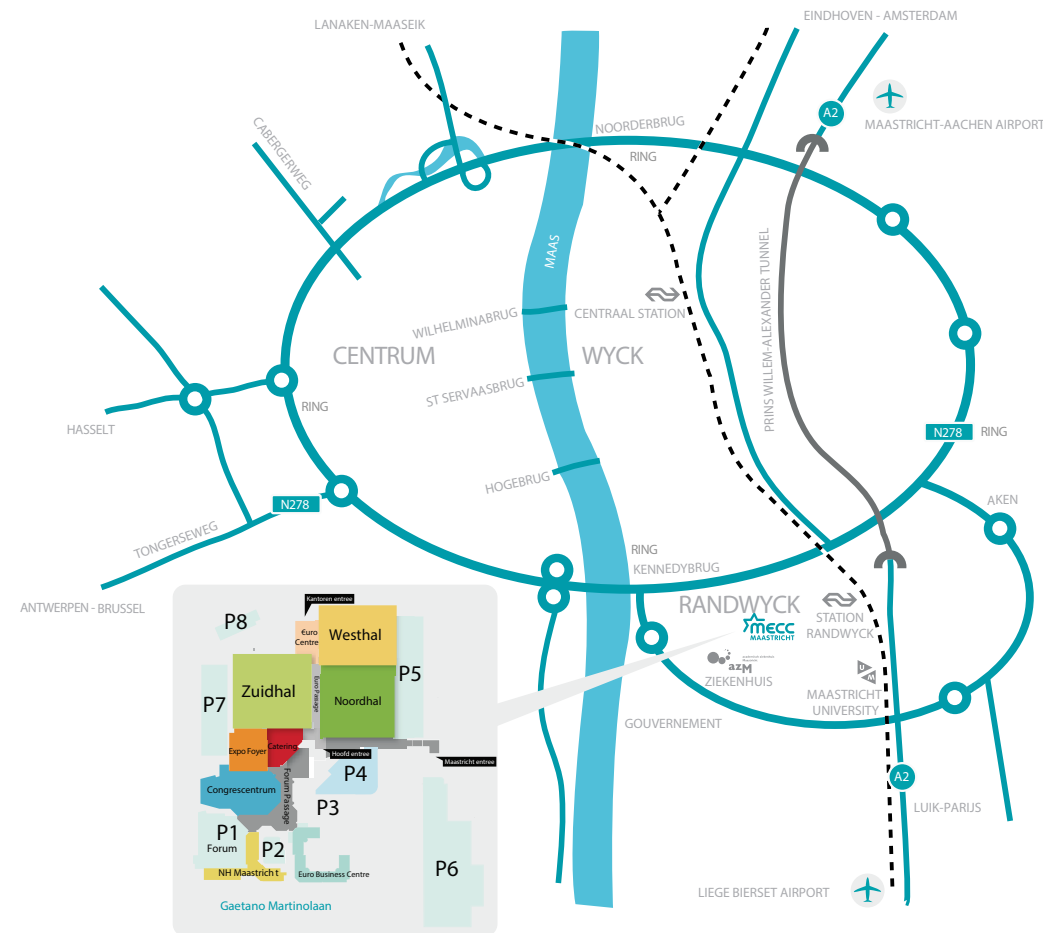 EINDHOVEN - AMSTERDAM
LANAKEN-MAASEIK
A2
MAASTRICHT-AACHEN AIRPORT
NOORDERBRUG
RING
CABERGERWEG
MAAS
PRINS WILLEM-ALEXANDER TUNNEL
CENTRAAL STATION
WILHELMINABRUG
CENTRUM
WYCK
ST SERVAASBRUG
RING
HASSELT
N278
RING
HOGEBRUG
N278
AKEN
TONGERSEWEG
RING
KENNEDYBRUG
ANTWERPEN - BRUSSEL
RANDWYCK
STATION
RANDWYCK
mECC
MAASTRICHT
azM
ZIEKENHUIS
UM
MAASTRICHT
UNIVERSITY
GOUVERNEMENT
A2
LUIK-PARIJS
LIEGE BIERSET AIRPORT
Kantoren entree
P8
€uro
Centre
Westhal
P5
Zuidhal
Euro Passage
Noordhal
P7
Expo Foyer
Catering
Hoofd entree
Maastricht entree
P4
Congrescentrum
Forum Passage
P3
P1
Forum
P2
NH Maastricht
Euro Business Centre
P6
Gaetano Martinolaan